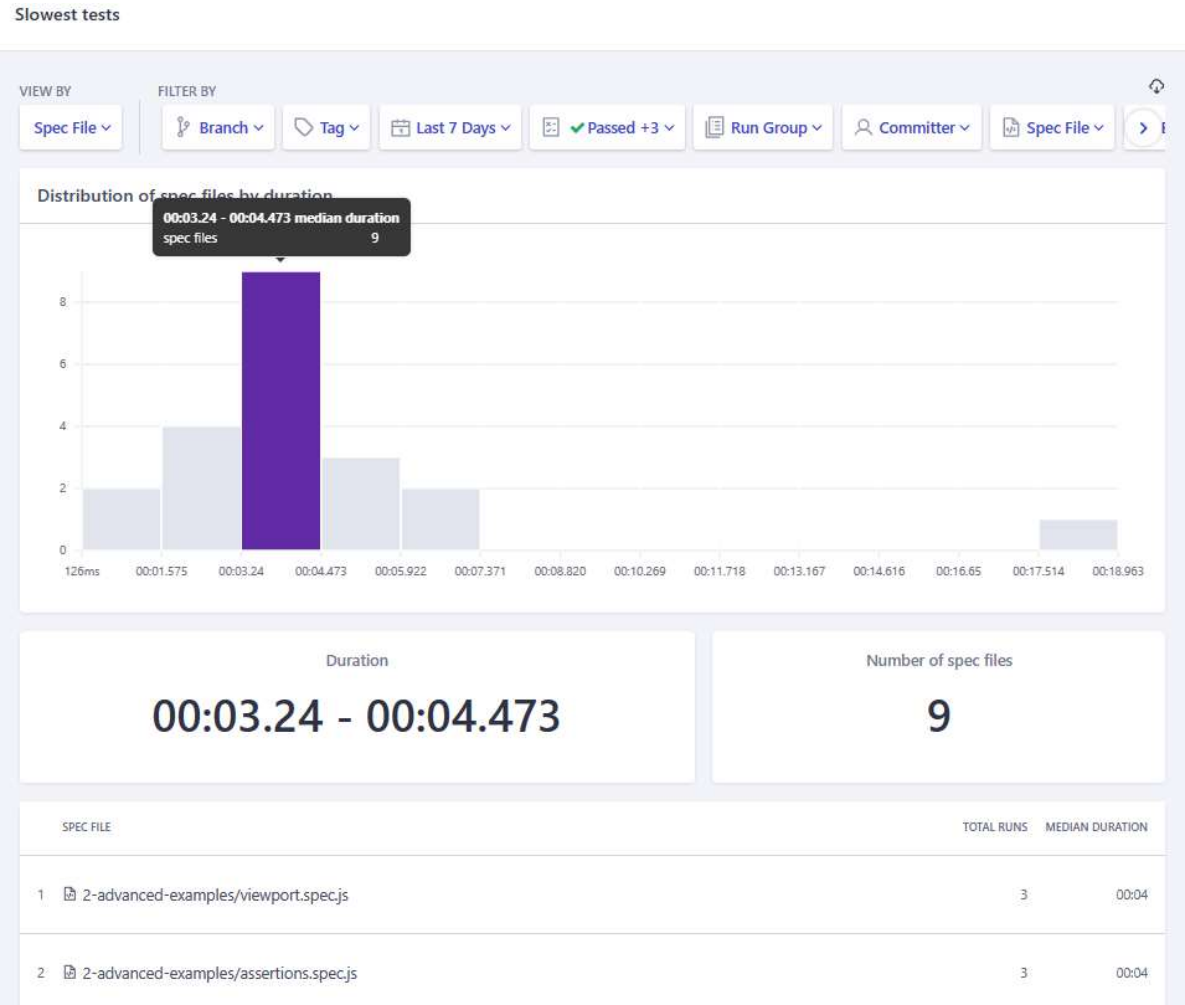 Slowest tests
VIEW BY FILTER BY
Spec File Branch Tag Last 7 Days Passed +3 Run Group Committer Spec File
Distribution of spec files by duration
00:03.24 - 00:04.473 median duration
spec files 9
8
6
4
2
0
126ms 00:01.575 00:03.24 00:04.473 00:05.922 00:07.371 00:08.820 00:10.269 00:11.718 00:13.167 00:14.616 00:16.65 00:17.514 00:18.963
Duration Number of spec files
00:03.24 - 00:04.473 9
SPEC FILE TOTAL RUNS MEDIAN DURATION
1 2-advanced-examples/viewport.spec.js 3 00:04
2 2-advanced-examples/assertions.spec.js 3 00:04